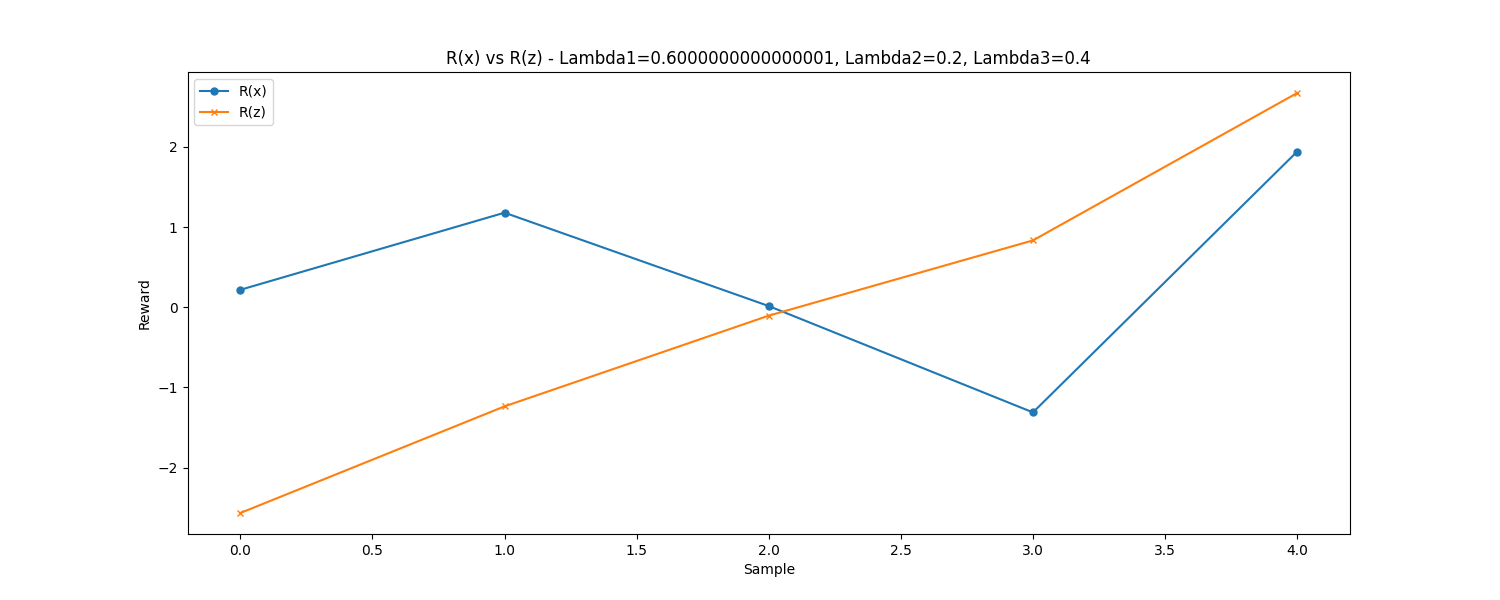 R(x) vs R(z) - Lambda1=0.6000000000000001, Lambda2=0.2, Lambda3=0.4
R(x)
R(z)
2
1
0
−1
−2
Reward
0.0 0.5 1.0 1.5 2.0 2.5 3.0 3.5 4.0
Sample